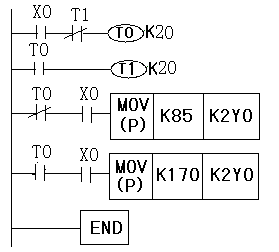 X0 T1
T0 K20
T0
T1 K20
T0 X0 MOV (P) K85 K2Y0
T0 X0 MOV (P) K170 K2Y0
END